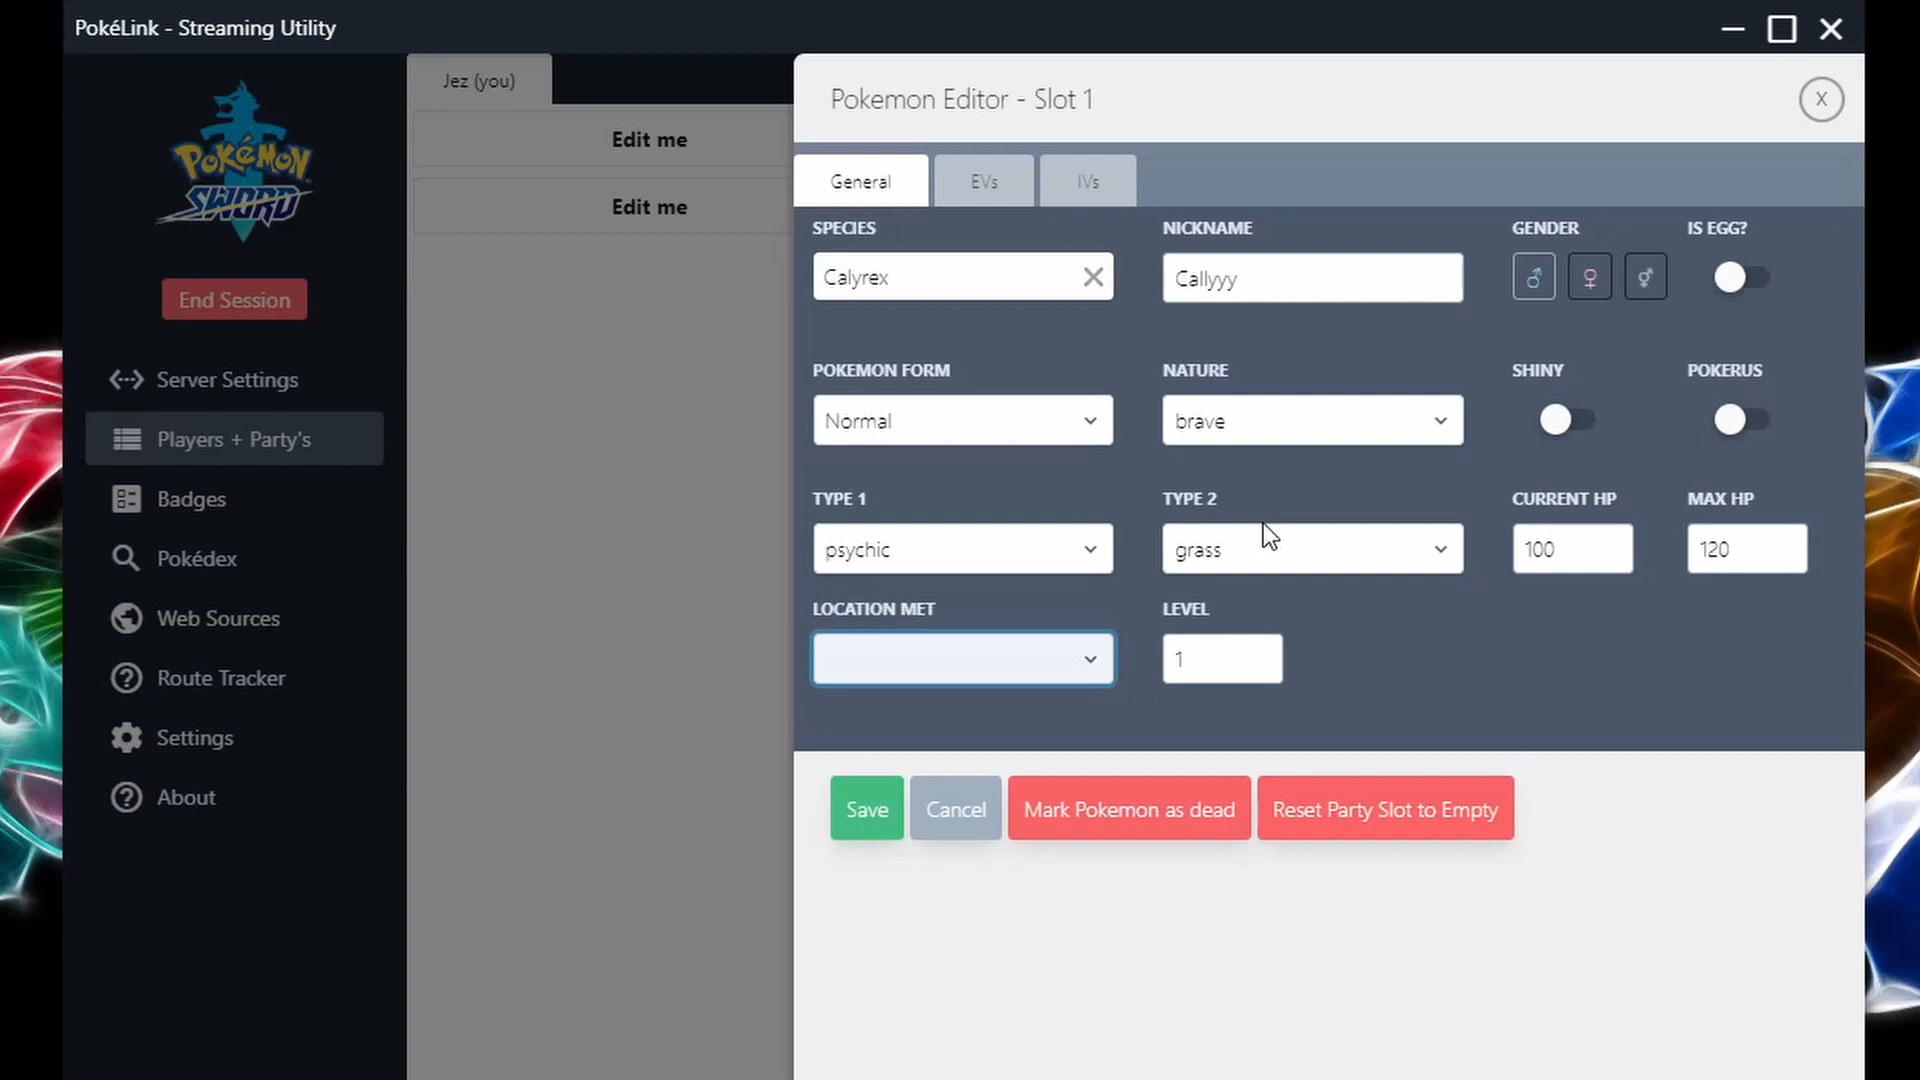 PokéLink - Streaming Utility
Jez (you)
POKÉMON
SWORD
End Session
Server Settings
Players + Party's
Badges
Pokédex
Web Sources
Route Tracker
Settings
About
Edit me
Edit me
Pokemon Editor - Slot 1
X
General
EVs
IVs
SPECIES
NICKNAME
GENDER
IS EGG?
Calyrex
Callyyy
POKEMON FORM
NATURE
SHINY
POKERUS
Normal
brave
TYPE 1
TYPE 2
CURRENT HP
MAX HP
psychic
grass
100
120
LOCATION MET
LEVEL
1
Save
Cancel
Mark Pokemon as dead
Reset Party Slot to Empty